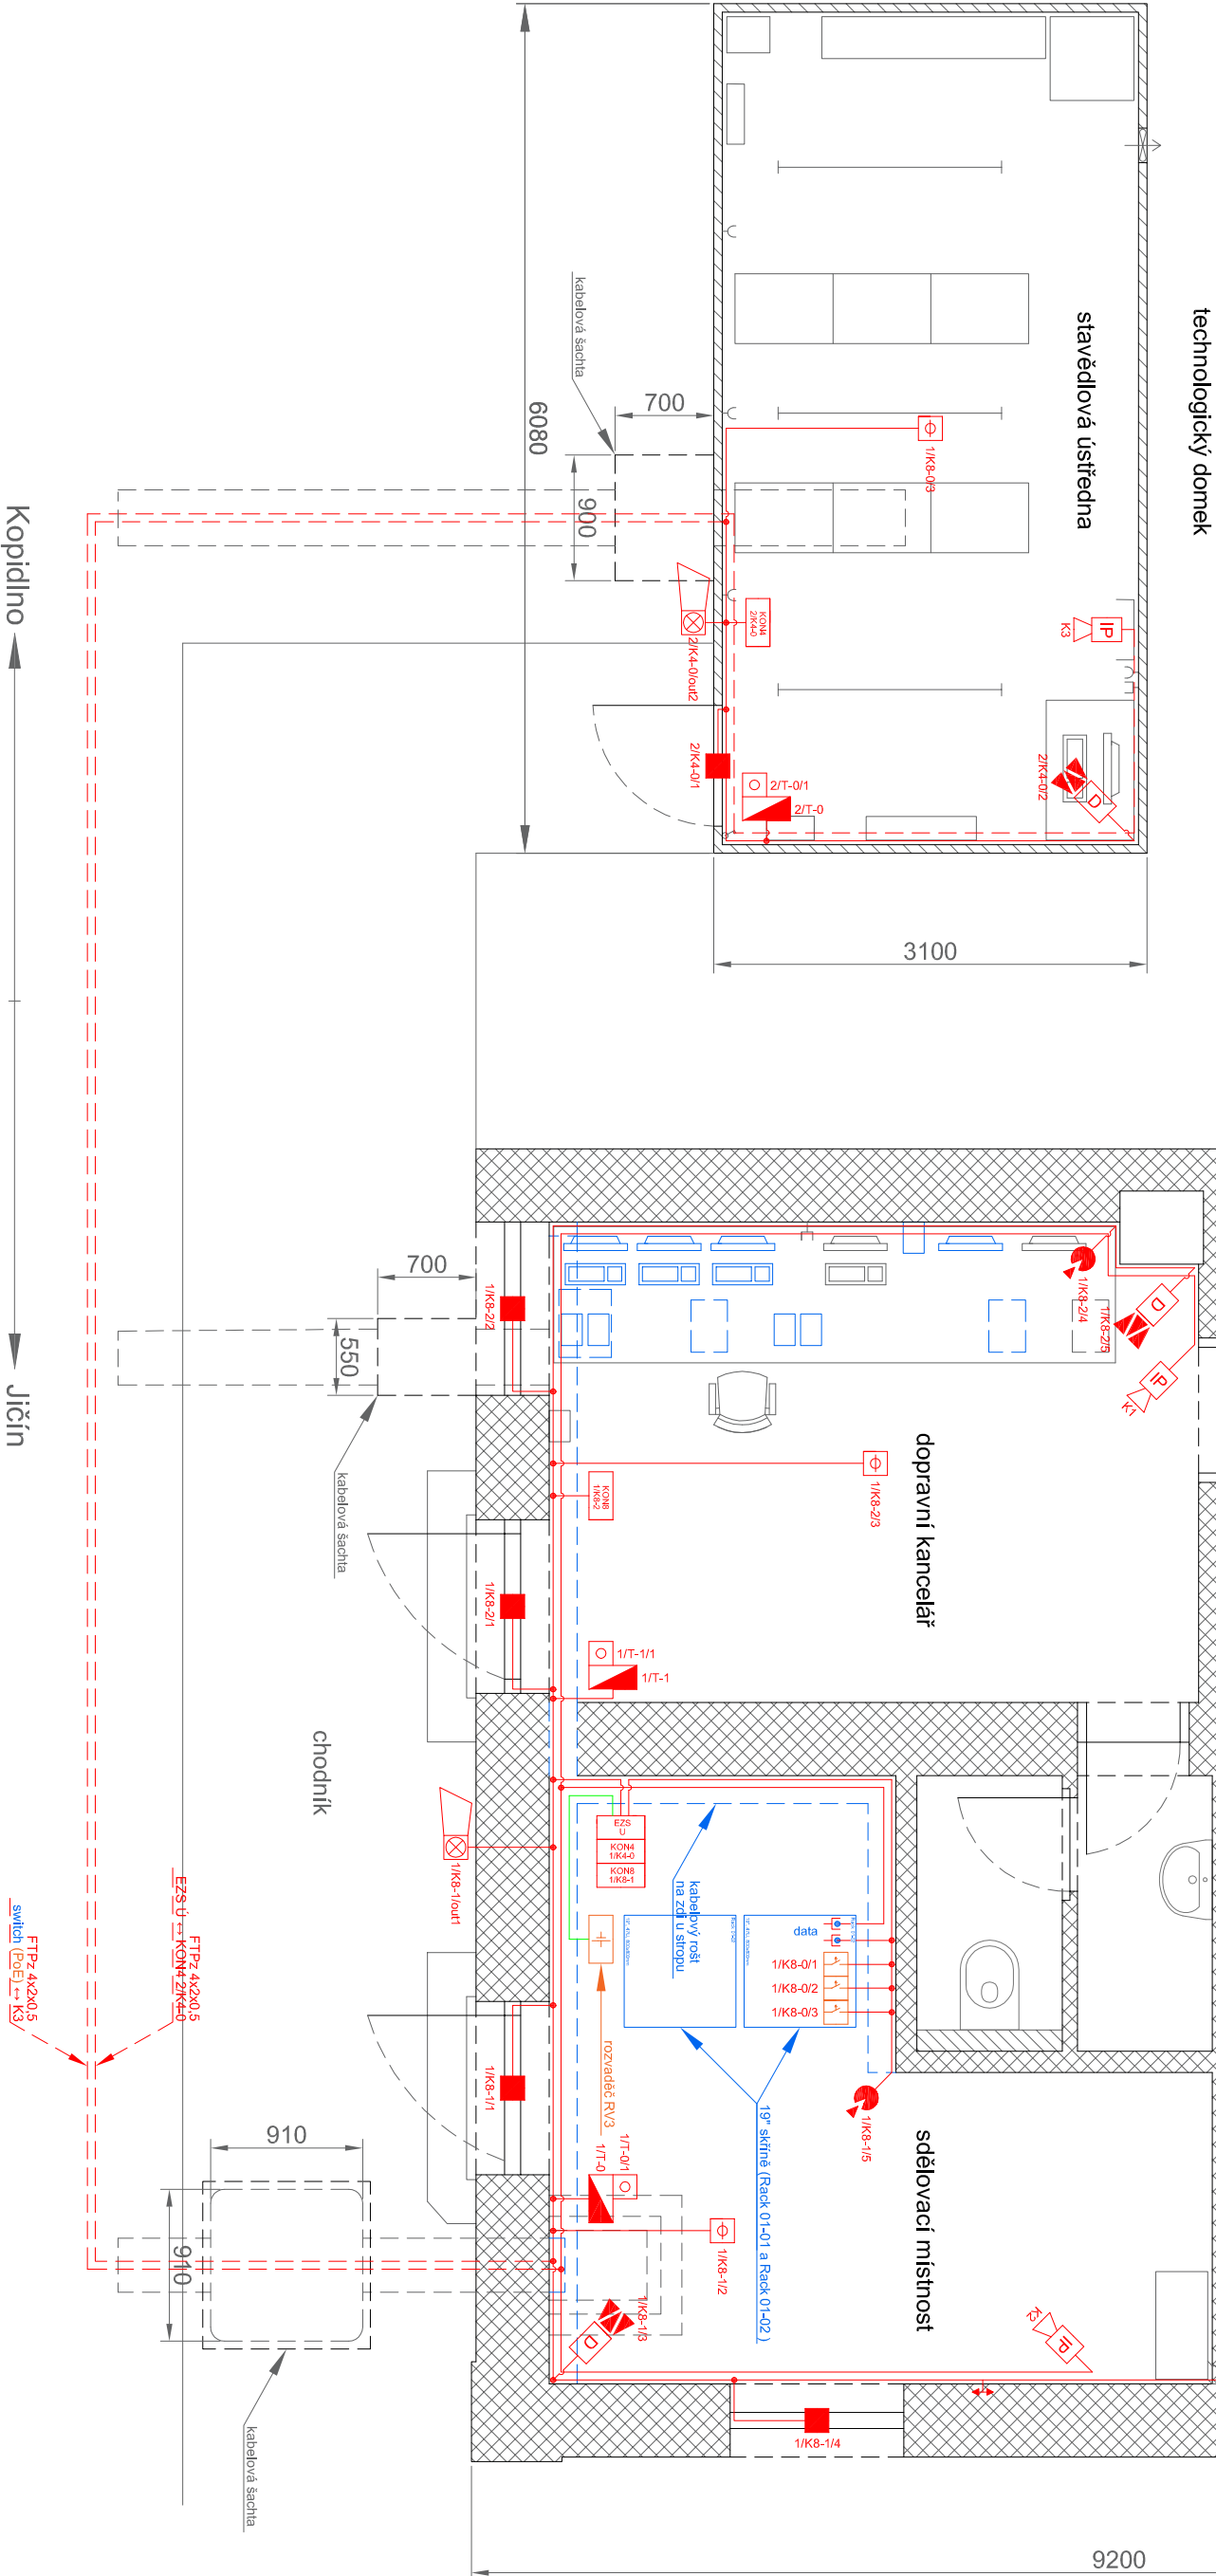 technologický domek
stavědlová ústředna
kabelová šachta
700
900
6080
3100
1/K8-0/3
KON4
2/K4-0
2/K4-0/out2
2/K4-0/1
2/T-0/1
2/T-0
IP
K3
2/K4-0/2
D
Kopidlno
Jičín
dopravní kancelář
1/K8-2/2
1/K8-2/4
1/K8-2/5
D
IP
K1
700
550
kabelová šachta
1/K8-2/3
KON8
1/K8-2
1/K8-2/1
1/T-1/1
1/T-1
chodník
1/K8-1/out1
EZS
Ú
KON4
1/K4-0
KON8
1/K8-1
kabelový rošt
na zdi u stropu
data
1/K8-0/1
1/K8-0/2
1/K8-0/3
rozvaděč RV3
19" skříně (Rack 01-01 a Rack 01-02 )
1/K8-1/5
sdělovací místnost
1/K8-1/1
1/T-0/1
1/T-0
1/K8-1/2
1/K8-1/3
D
IP
1/K8-1/4
FTPz 4x2x0,5
EZS Ú ↔ KON4 2/K4-0
FTPz 4x2x0,5
switch (PoE) ↔ K3
910
910
kabelová šachta
9200